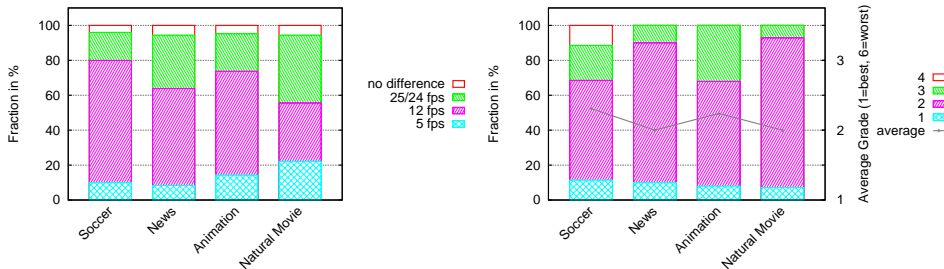 Fraction in %
100
80
60
40
20
0
Soccer
News
Animation
Natural Movie
no difference
25/24 fps
12 fps
5 fps
Fraction in %
100
80
60
40
20
0
Soccer
News
Animation
Natural Movie
3
2
1
Average Grade (1=best, 6=worst)
4
3
2
1
average